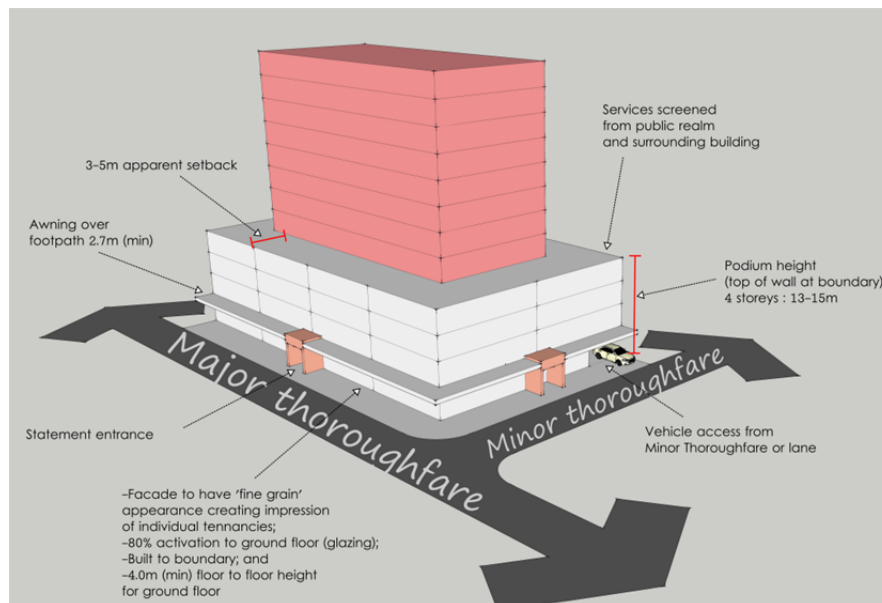 Services screened
from public realm
and surrounding building
3-5m apparent setback
Awning over
footpath 2.7m (min)
Podium height
(top of wall at boundary)
4 storeys : 13-15m
Major thoroughfare
Minor thoroughfare
Statement entrance
Vehicle access from
Minor Thoroughfare or lane
-Facade to have 'fine grain'
appearance creating impression
of individual tennancies;
-80% activation to ground floor (glazing);
-Built to boundary; and
-4.0m (min) floor to floor height
for ground floor